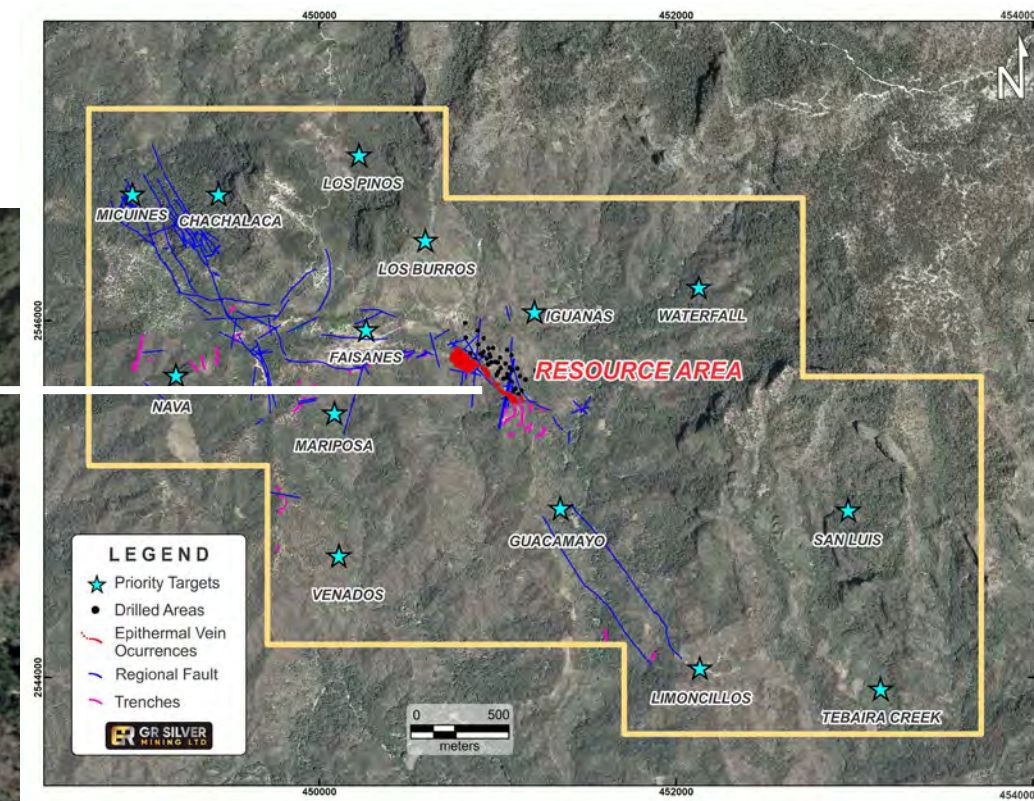 450000
452000
454000
N
LOS PINOS
MICUINES
CHACHALACA
LOS BURROS
IGUANAS
WATERFALL
546000
FAISANES
RESOURCE AREA
NAVA
MARIPOSA
GUACAMAYO
SAN LUIS
VENADOS
LEGEND
Priority Targets
Drilled Areas
Epithermal Vein
Ocurrences
Regional Fault
Trenches
GR SILVER
MINING LTD
2544000
LIMONCILLOS
TEBAIRA CREEK
0 500
meters
450000
452000
454000